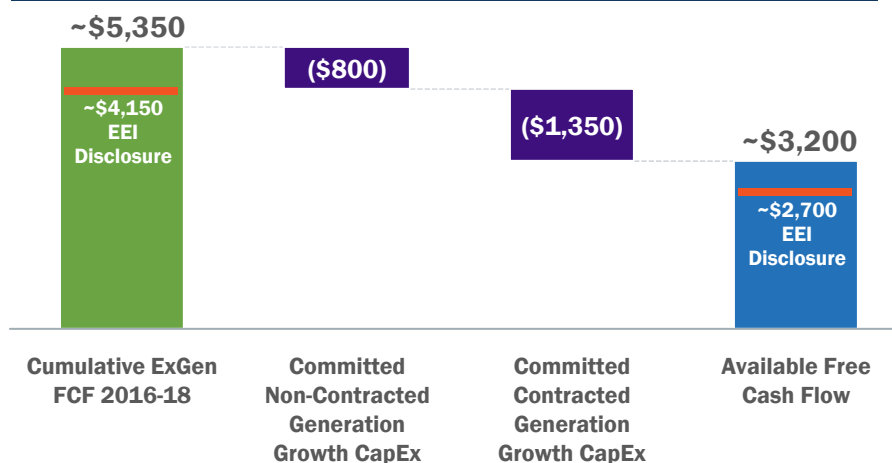 ~$5,350
($800)
~$4,150
EEI
Disclosure
($1,350)
~$3,200
~$2,700
EEI
Disclosure
Cumulative ExGen
FCF 2016-18
Committed
Non-Contracted
Generation
Growth CapEx
Committed
Contracted
Generation
Growth CapEx
Available Free
Cash Flow